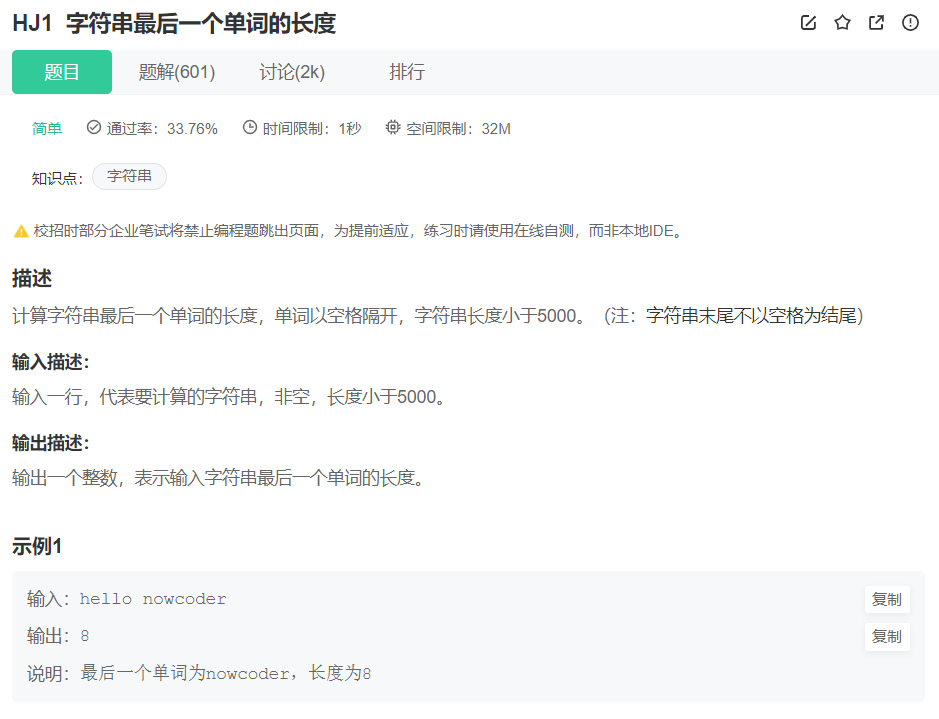 HJ1 字符串最后一个单词的长度
题目 题解(601) 讨论(2k) 排行
简单 通过率：33.76% 时间限制：1秒 空间限制：32M
知识点： 字符串
校招时部分企业笔试将禁止编程题跳出页面，为提前适应，练习时请使用在线自测，而非本地IDE。
描述
计算字符串最后一个单词的长度，单词以空格隔开，字符串长度小于5000。（注：字符串末尾不以空格为结尾）
输入描述：
输入一行，代表要计算的字符串，非空，长度小于5000。
输出描述：
输出一个整数，表示输入字符串最后一个单词的长度。
示例1
输入：hello nowcoder 复制
输出：8 复制
说明：最后一个单词为nowcoder，长度为8